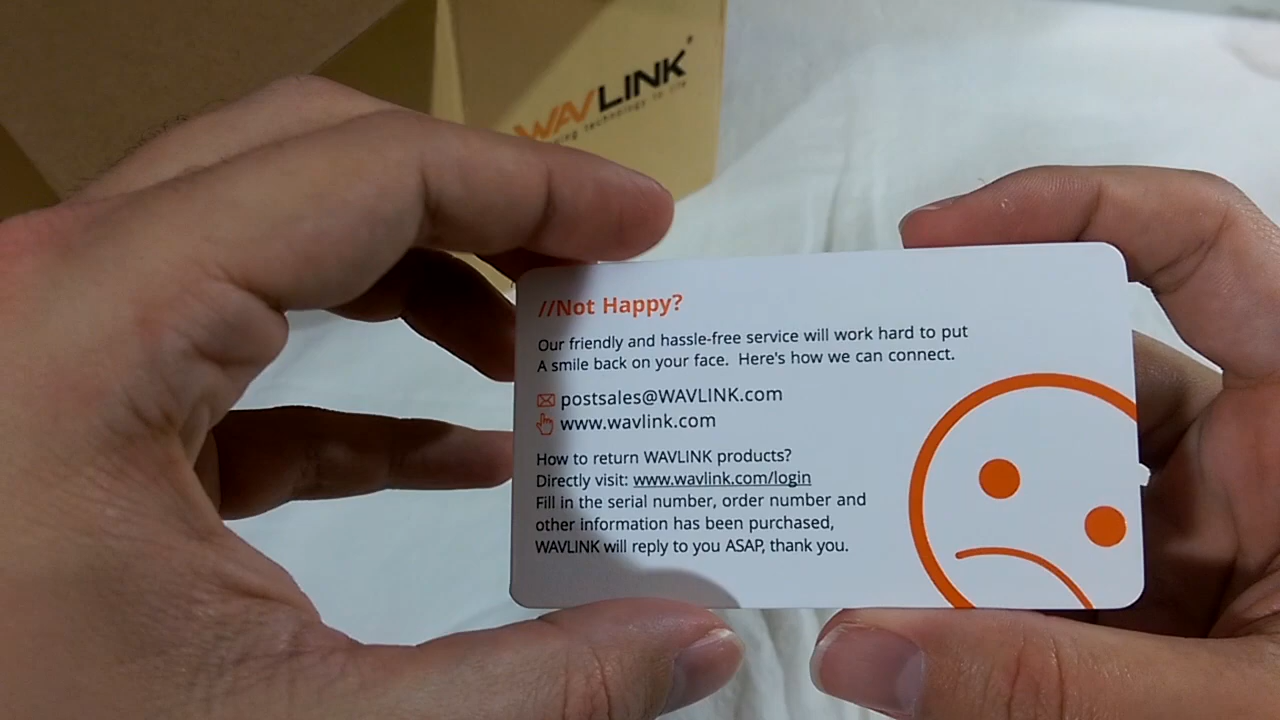 WAVLINK
technology to life
//Not Happy?
Our friendly and hassle-free service will work hard to put
A smile back on your face. Here's how we can connect.
postsales@WAVLINK.com
www.wavlink.com
How to return WAVLINK products?
Directly visit: www.wavlink.com/login
Fill in the serial number, order number and
other information has been purchased,
WAVLINK will reply to you ASAP, thank you.